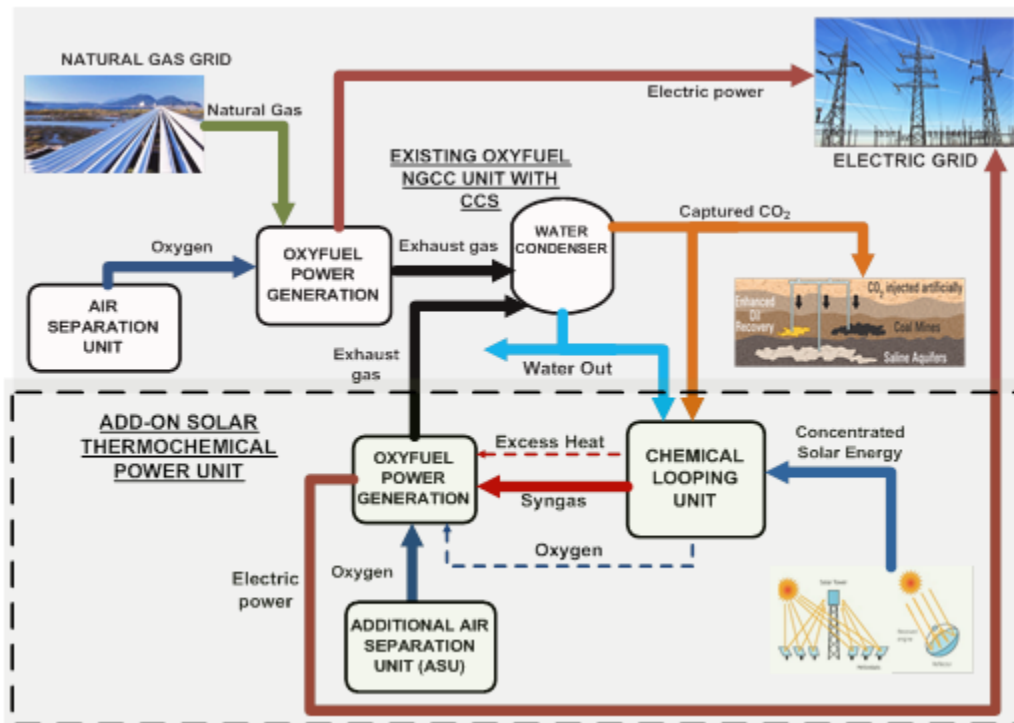 NATURAL GAS GRID
Natural Gas
Electric power
ELECTRIC GRID
EXISTING OXYFUEL
NGCC UNIT WITH
CCS
Captured CO₂
WATER
CONDENSER
Oxygen
OXYFUEL
POWER
GENERATION
Exhaust gas
AIR
SEPARATION
UNIT
CO₂ injected artificially
Enhanced
Oil
Recovery
Coal Mines
Saline Aquifers
Exhaust
gas
Water Out
ADD-ON SOLAR
THERMOCHEMICAL
POWER UNIT
OXYFUEL
POWER
GENERATION
Excess Heat
Syngas
CHEMICAL
LOOPING
UNIT
Concentrated
Solar Energy
Oxygen
Electric
power
Oxygen
ADDITIONAL AIR
SEPARATION
UNIT (ASU)
Solar Tower